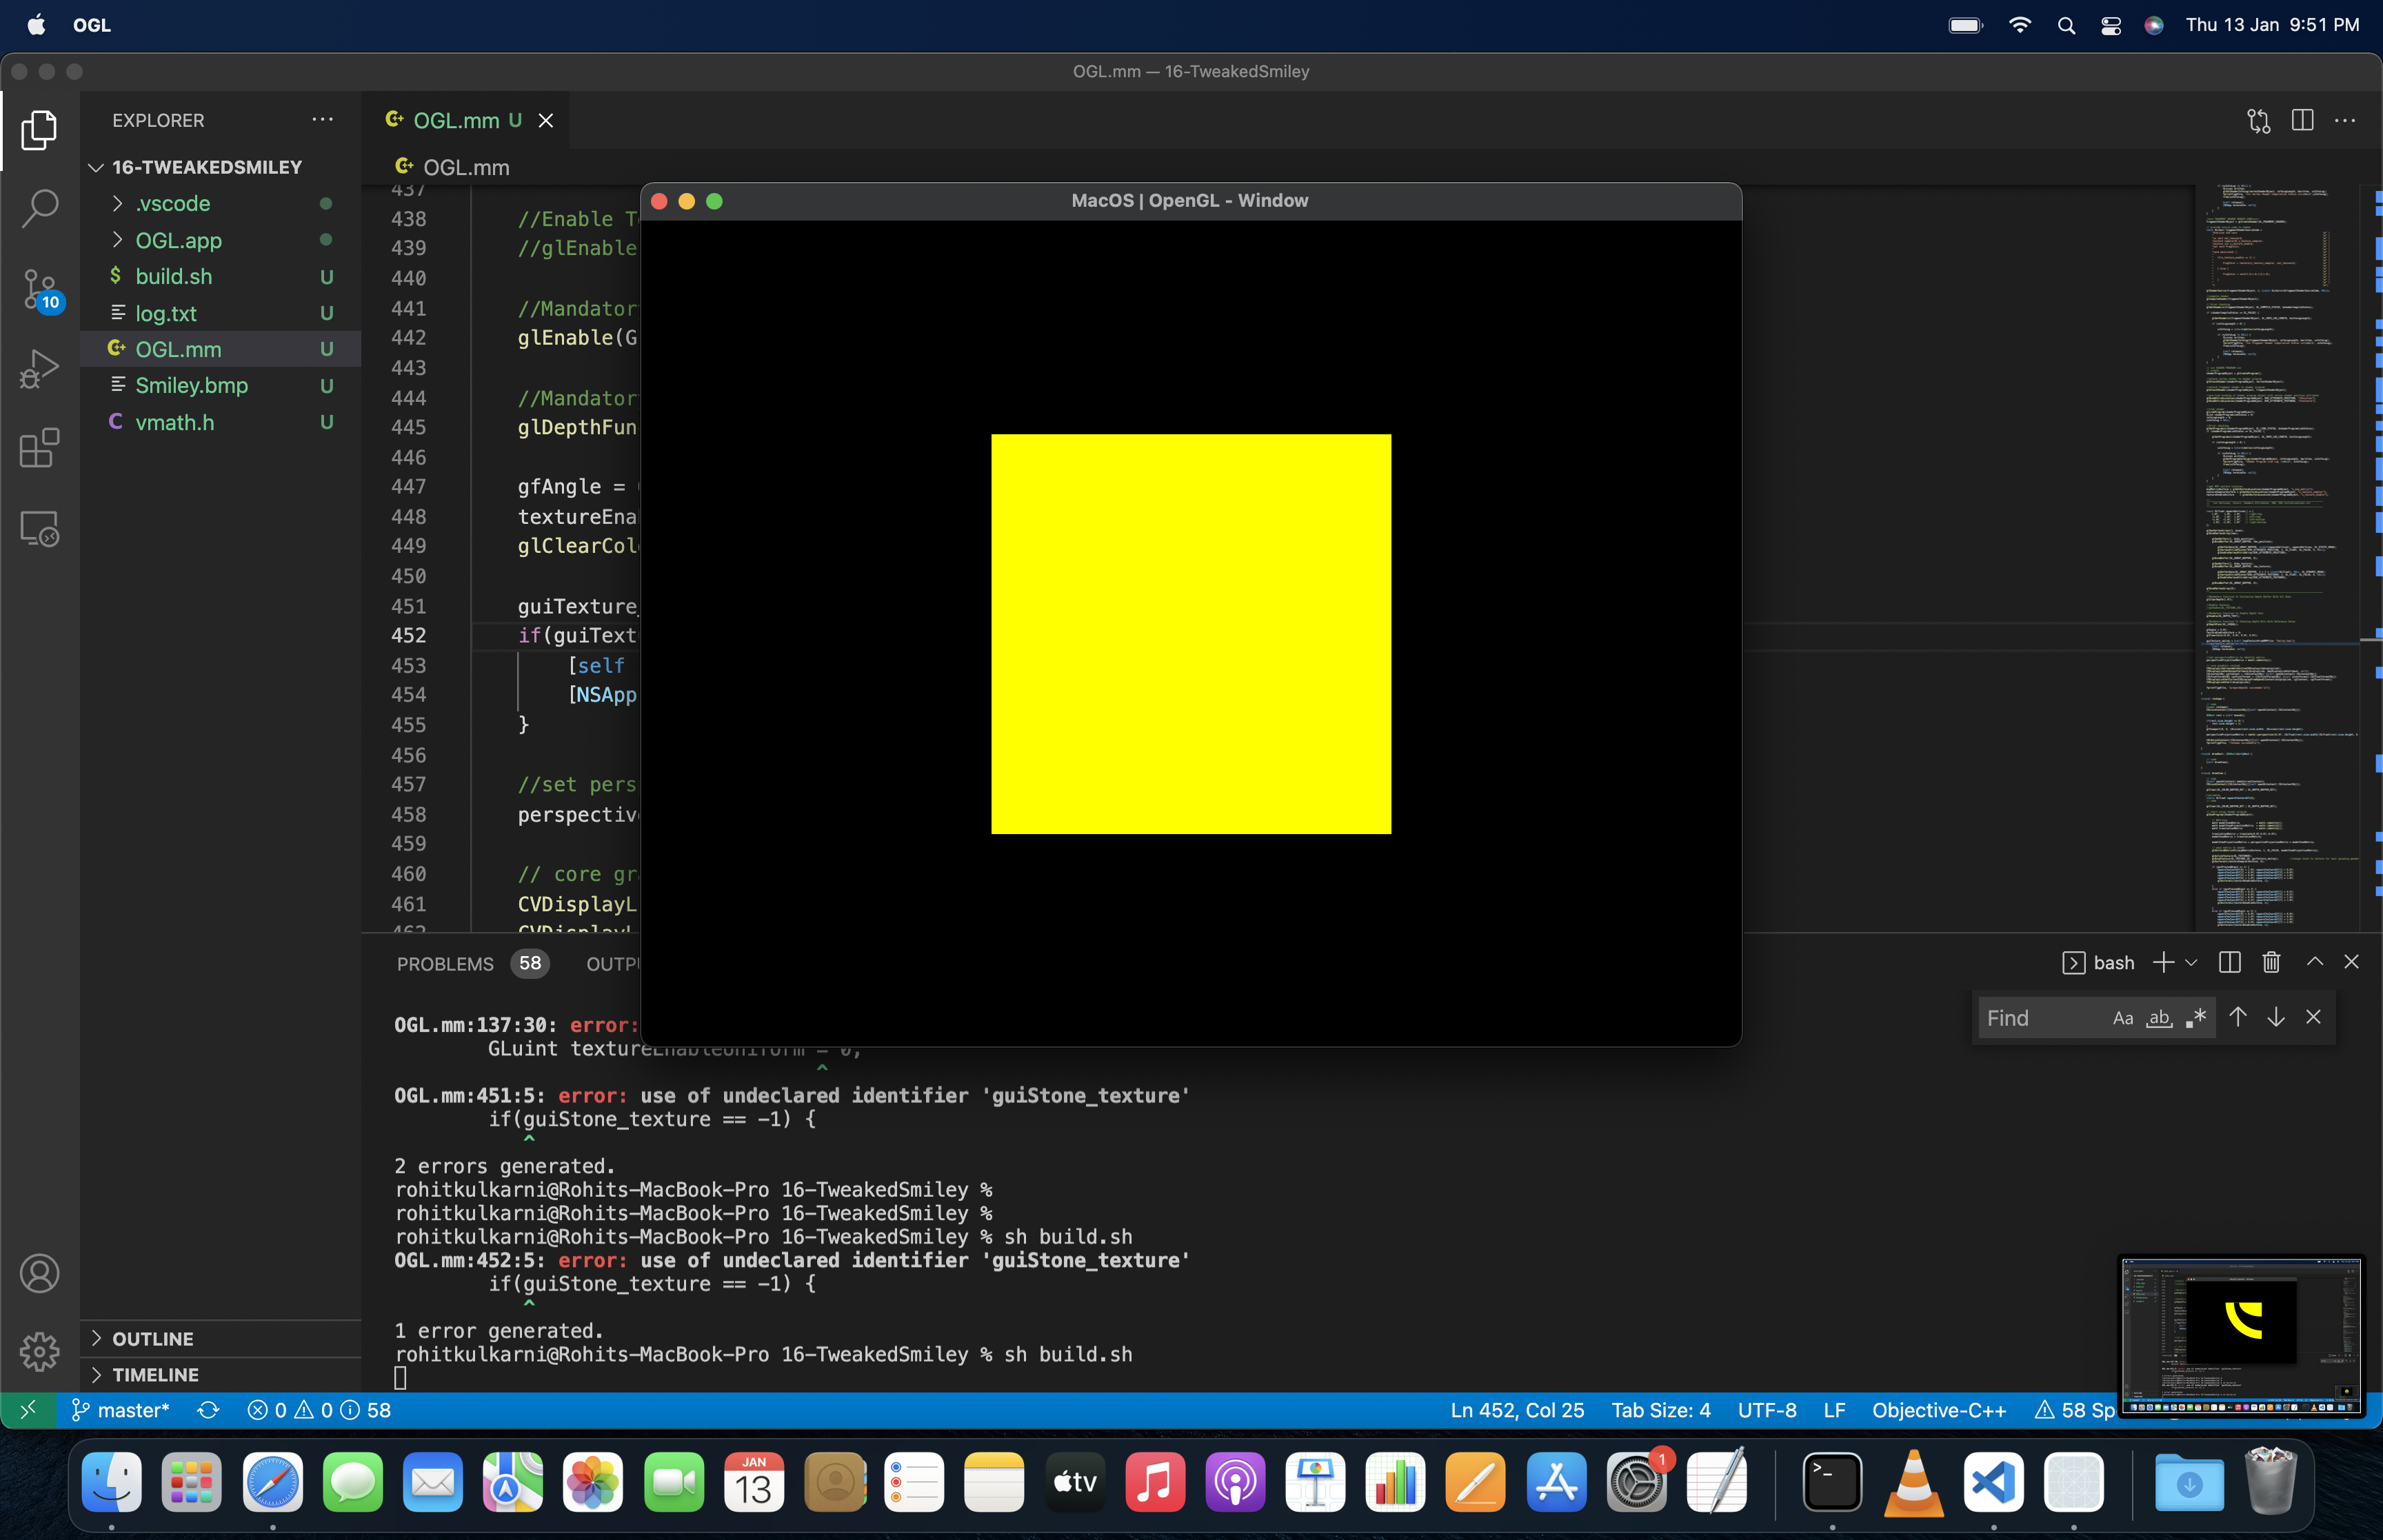 OGL
Thu 13 Jan 9:51 PM
OGL.mm — 16-TweakedSmiley
EXPLORER
16-TWEAKEDSMILEY
.vscode
OGL.app
build.sh U
log.txt U
OGL.mm U
Smiley.bmp U
vmath.h U
10
OUTLINE
TIMELINE
OGL.mm U
OGL.mm
437
438 //Enable T
439 //glEnable
440
441 //Mandator
442 glEnable(G
443
444 //Mandator
445 glDepthFun
446
447 gfAngle =
448 textureEna
449 glClearCol
450
451 guiTexture_
452 if(guiText
453 [self
454 [NSApp
455 }
456
457 //set pers
458 perspectiv
459
460 // core gr
461 CVDisplayL
462 CVDisplayL
MacOS | OpenGL - Window
PROBLEMS 58 OUTPU
bash
Find
Aa ab
OGL.mm:137:30: error:
GLuint textureEnableUniform = 0;
^
OGL.mm:451:5: error: use of undeclared identifier 'guiStone_texture'
if(guiStone_texture == -1) {
^
2 errors generated.
rohitkulkarni@Rohits-MacBook-Pro 16-TweakedSmiley %
rohitkulkarni@Rohits-MacBook-Pro 16-TweakedSmiley %
rohitkulkarni@Rohits-MacBook-Pro 16-TweakedSmiley % sh build.sh
OGL.mm:452:5: error: use of undeclared identifier 'guiStone_texture'
if(guiStone_texture == -1) {
^
1 error generated.
rohitkulkarni@Rohits-MacBook-Pro 16-TweakedSmiley % sh build.sh
master* 0 0 58
Ln 452, Col 25 Tab Size: 4 UTF-8 LF Objective-C++ 58 Sp
JAN
13
tv
1